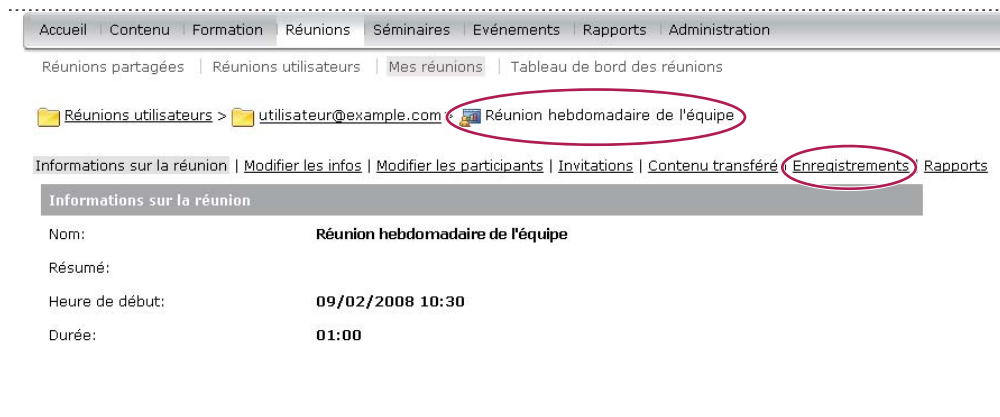 Accueil | Contenu | Formation | Réunions | Séminaires | Evénements | Rapports | Administration
Réunions partagées | Réunions utilisateurs | Mes réunions | Tableau de bord des réunions
Réunions utilisateurs > utilisateur@example.com > Réunion hebdomadaire de l'équipe
Informations sur la réunion | Modifier les infos | Modifier les participants | Invitations | Contenu transféré | Enregistrements | Rapports
Informations sur la réunion
Nom: Réunion hebdomadaire de l'équipe
Résumé:
Heure de début: 09/02/2008 10:30
Durée: 01:00